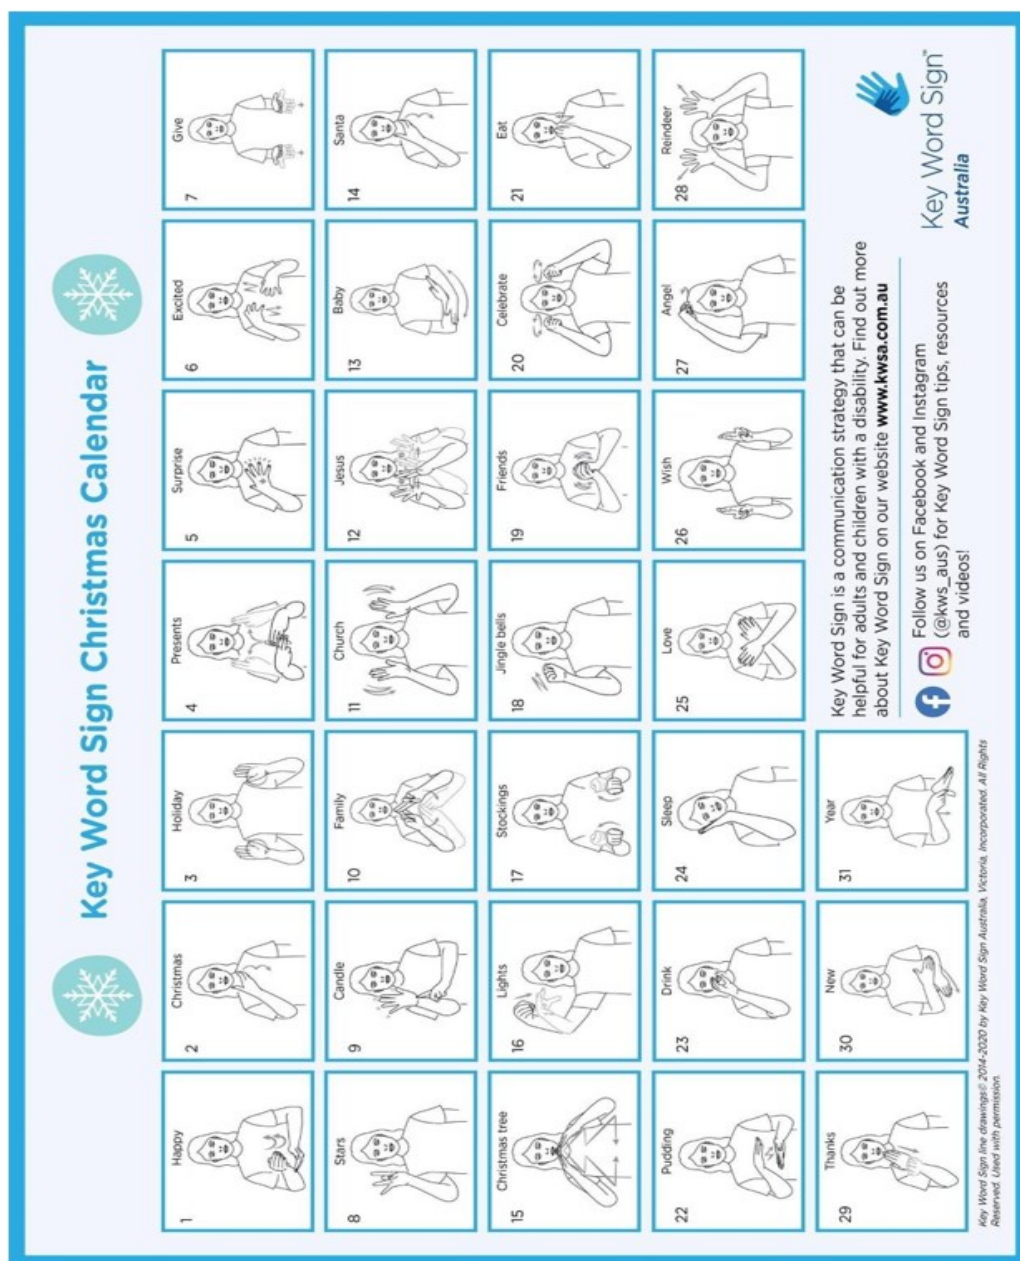 Key Word Sign Christmas Calendar
1
Happy
2
Christmas
3
Holiday
4
Presents
5
Surprise
6
Excited
7
Give
8
Stars
9
Candle
10
Family
11
Church
12
Jesus
13
Baby
14
Santa
15
Christmas tree
16
Lights
17
Stockings
18
Jingle bells
19
Friends
20
Celebrate
21
Eat
22
Pudding
23
Drink
24
Sleep
25
Love
26
Wish
27
Angel
28
Reindeer
29
Thanks
30
New
31
Year
Key Word Sign is a communication strategy that can be
helpful for adults and children with a disability. Find out more
about Key Word Sign on our website www.kwsa.com.au
Follow us on Facebook and Instagram
(@kws_aus) for Key Word Sign tips, resources
and videos!
Key Word Sign™
Australia
Key Word Sign line drawings© 2014-2020 by Key Word Sign Australia, Victoria, Incorporated. All Rights
Reserved. Used with permission.